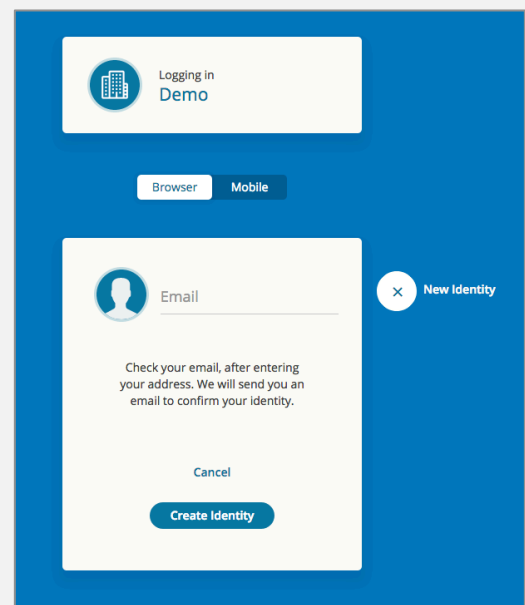 Logging in
Demo
Browser
Mobile
Email
New Identity
Check your email, after entering
your address. We will send you an
email to confirm your identity.
Cancel
Create Identity